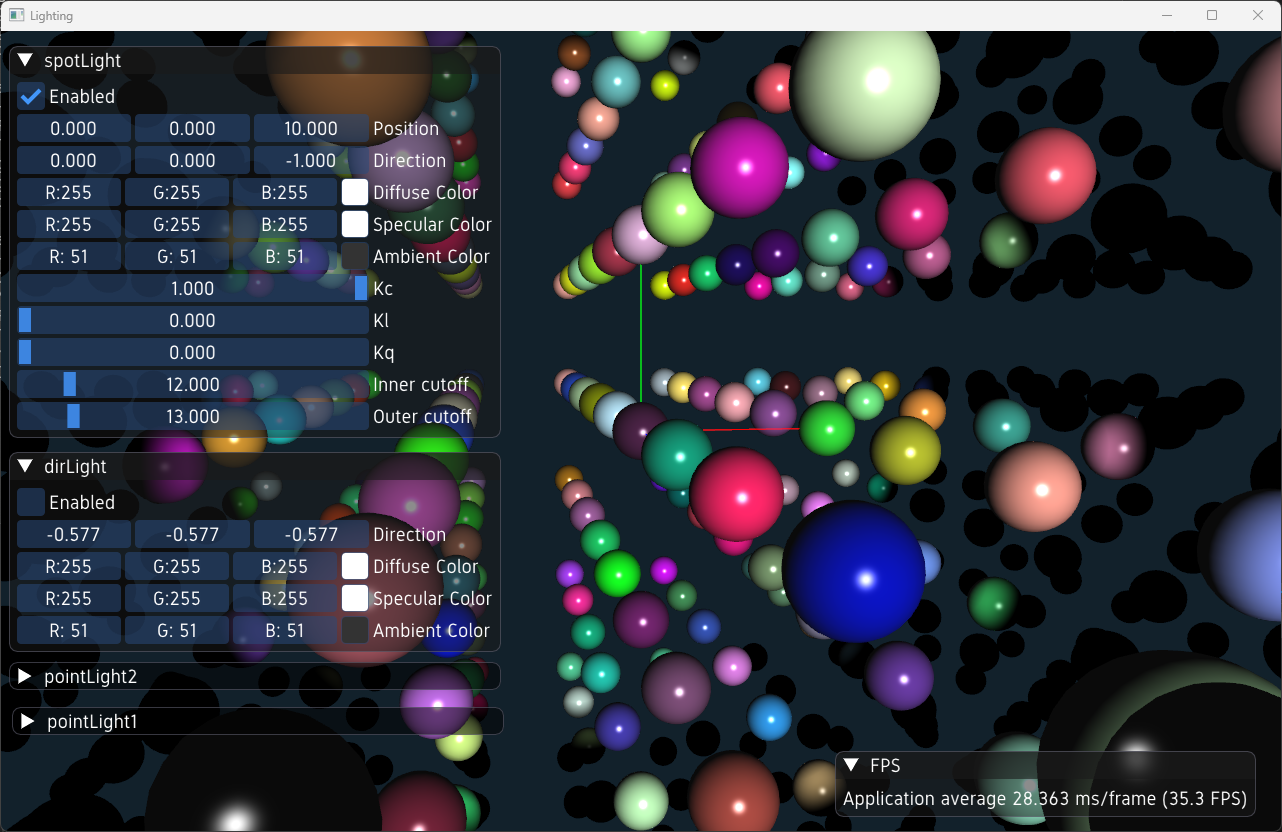 Lighting
spotLight
Enabled
0.000 0.000 10.000 Position
0.000 0.000 -1.000 Direction
R:255 G:255 B:255 Diffuse Color
R:255 G:255 B:255 Specular Color
R: 51 G: 51 B: 51 Ambient Color
1.000 Kc
0.000 Kl
0.000 Kq
12.000 Inner cutoff
13.000 Outer cutoff
dirLight
Enabled
-0.577 -0.577 -0.577 Direction
R:255 G:255 B:255 Diffuse Color
R:255 G:255 B:255 Specular Color
R: 51 G: 51 B: 51 Ambient Color
pointLight2
pointLight1
FPS
Application average 28.363 ms/frame (35.3 FPS)